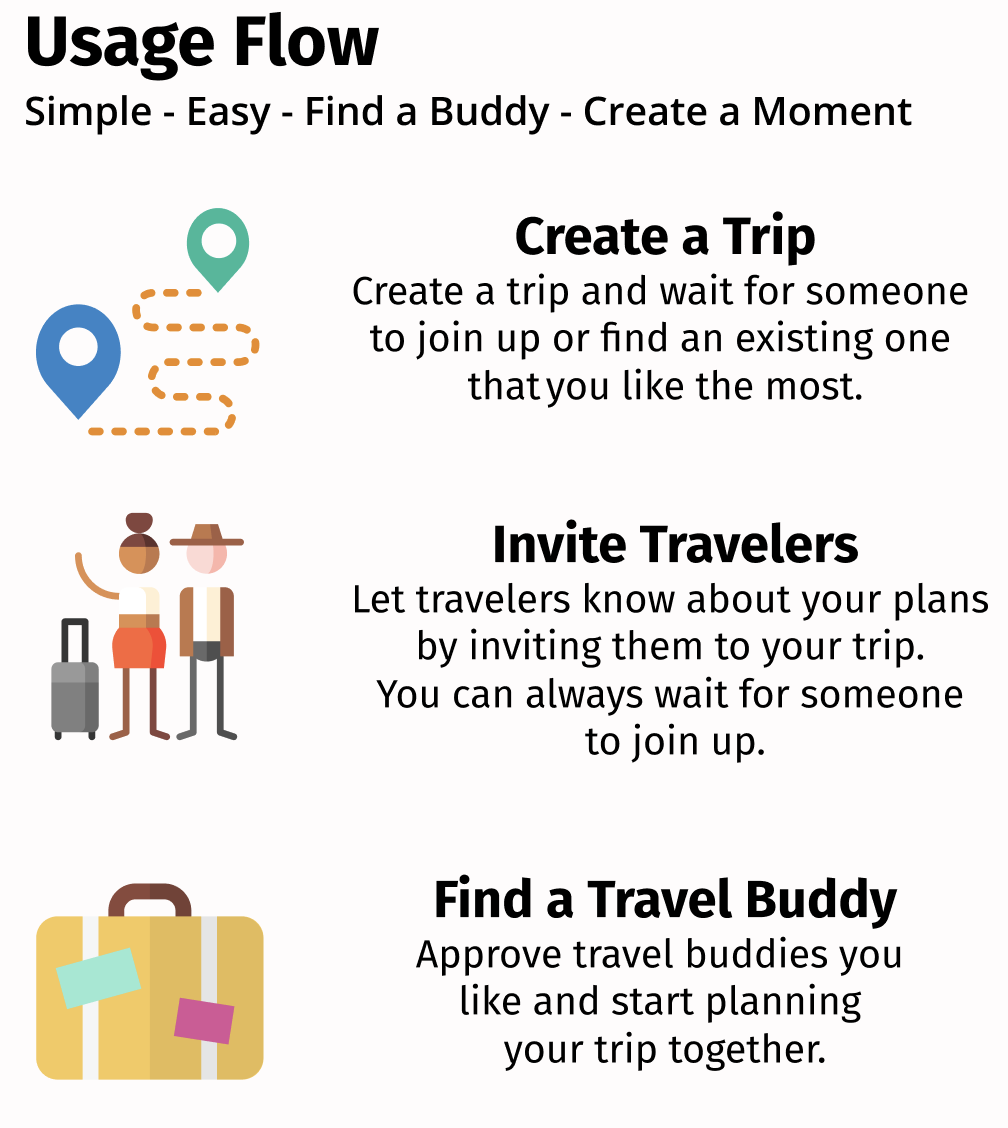 Usage Flow
Simple - Easy - Find a Buddy - Create a Moment
Create a Trip
Create a trip and wait for someone
to join up or find an existing one
that you like the most.
Invite Travelers
Let travelers know about your plans
by inviting them to your trip.
You can always wait for someone
to join up.
Find a Travel Buddy
Approve travel buddies you
like and start planning
your trip together.